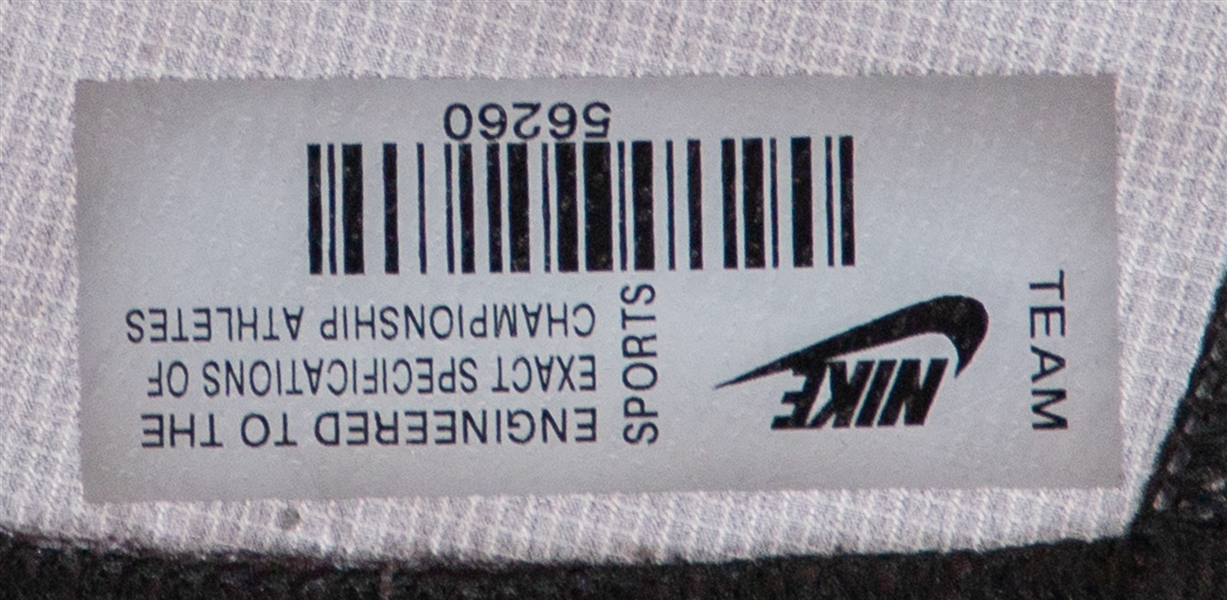 TEAM
NIKE
SPORTS
ENGINEERED TO THE
EXACT SPECIFICATIONS OF
CHAMPIONSHIP ATHLETES
56260